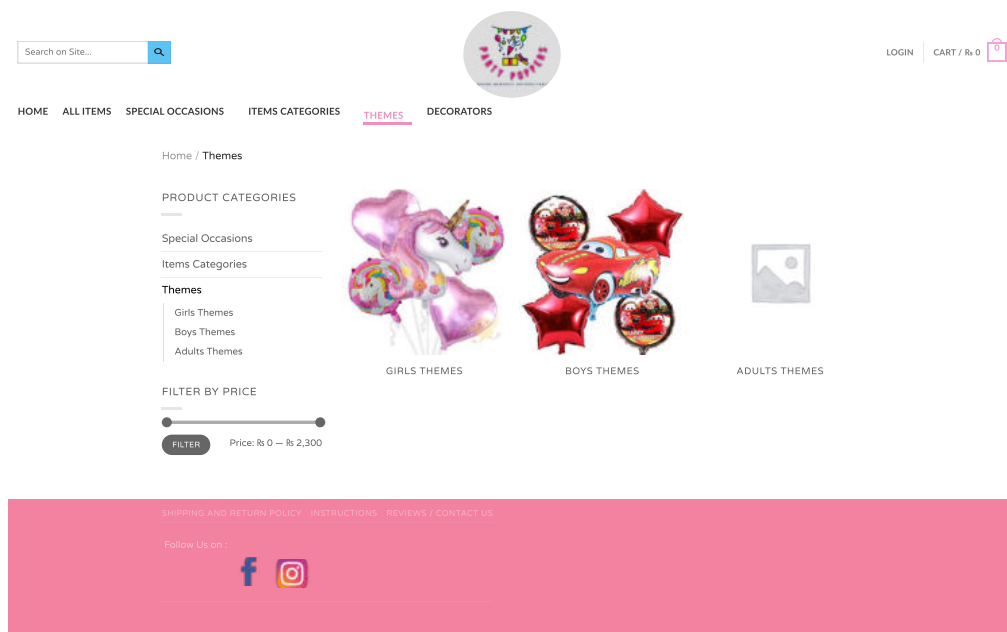 Search on Site...
PARTY POPPERS
LOGIN
CART / ₨ 0
0
HOME
ALL ITEMS
SPECIAL OCCASIONS
ITEMS CATEGORIES
THEMES
DECORATORS
Home / Themes
PRODUCT CATEGORIES
Special Occasions
Items Categories
Themes
Girls Themes
Boys Themes
Adults Themes
FILTER BY PRICE
FILTER
Price: ₨ 0 — ₨ 2,300
GIRLS THEMES
BOYS THEMES
ADULTS THEMES
SHIPPING AND RETURN POLICY
INSTRUCTIONS
REVIEWS / CONTACT US
Follow Us on :